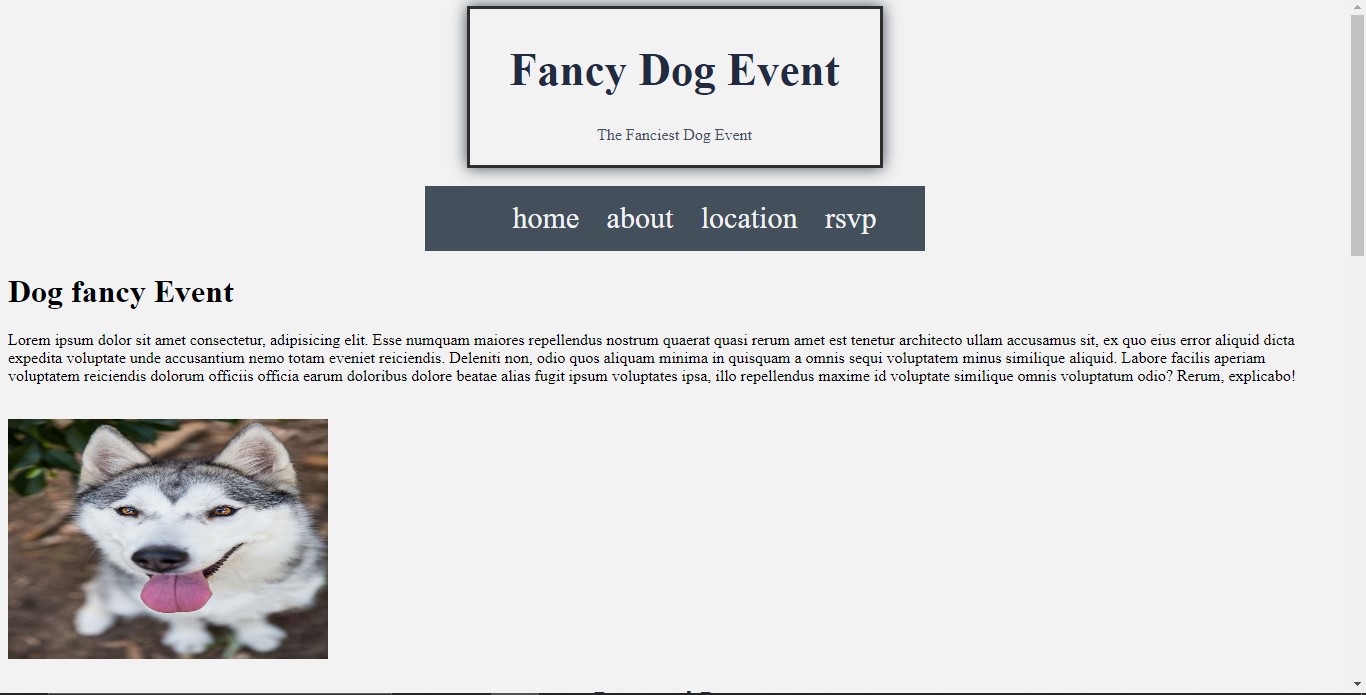 Fancy Dog Event
The Fanciest Dog Event
home about location rsvp
Dog fancy Event
Lorem ipsum dolor sit amet consectetur, adipisicing elit. Esse numquam maiores repellendus nostrum quaerat quasi rerum amet est tenetur architecto ullam accusamus sit, ex quo eius error aliquid dicta
expedita voluptate unde accusantium nemo totam eveniet reiciendis. Deleniti non, odio quos aliquam minima in quisquam a omnis sequi voluptatem minus similique aliquid. Labore facilis aperiam
voluptatem reiciendis dolorum officiis officia earum doloribus dolore beatae alias fugit ipsum voluptates ipsa, illo repellendus maxime id voluptate similique omnis voluptatum odio? Rerum, explicabo!